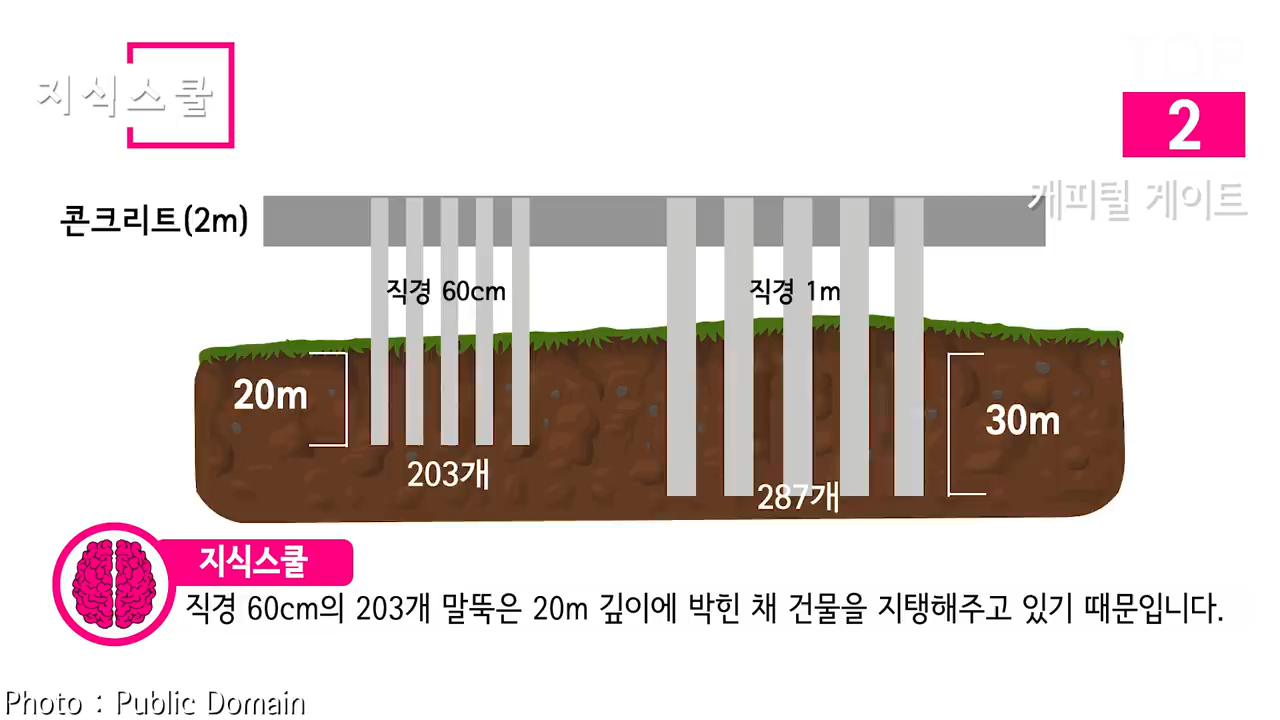 TOP
지식스쿨
2
캐피털 게이트
콘크리트(2m)
직경 60cm
직경 1m
20m
30m
203개
287개
지식스쿨
직경 60cm의 203개 말뚝은 20m 깊이에 박힌 채 건물을 지탱해주고 있기 때문입니다.
Photo : Public Domain